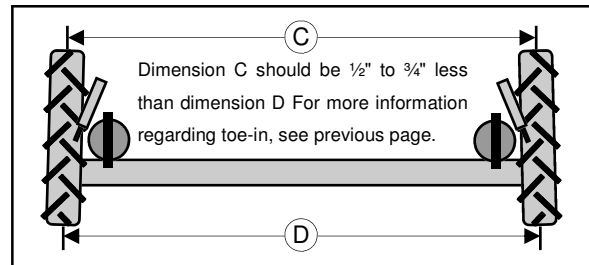 C
Dimension C should be ½" to ¾" less
than dimension D For more information
regarding toe-in, see previous page.
D